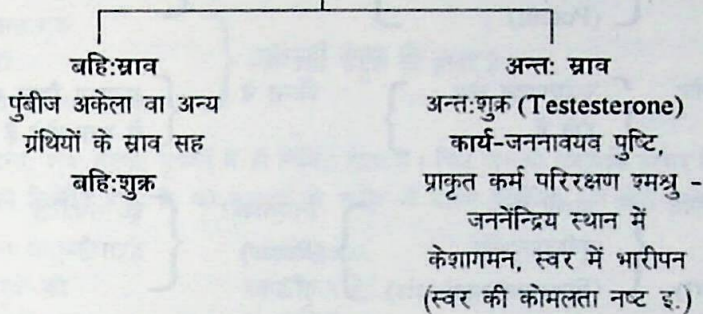 बहि:स्राव
पुंबीज अकेला वा अन्य
ग्रंथियों के स्राव सह
बहि:शुक्र
अन्त: स्राव
अन्त:शुक्र (Testesterone)
कार्य-जननावयव पुष्टि,
प्राकृत कर्म परिरक्षण श्मश्रु -
जननेंन्द्रिय स्थान में
केशागमन, स्वर में भारीपन
(स्वर की कोमलता नष्ट इ.)